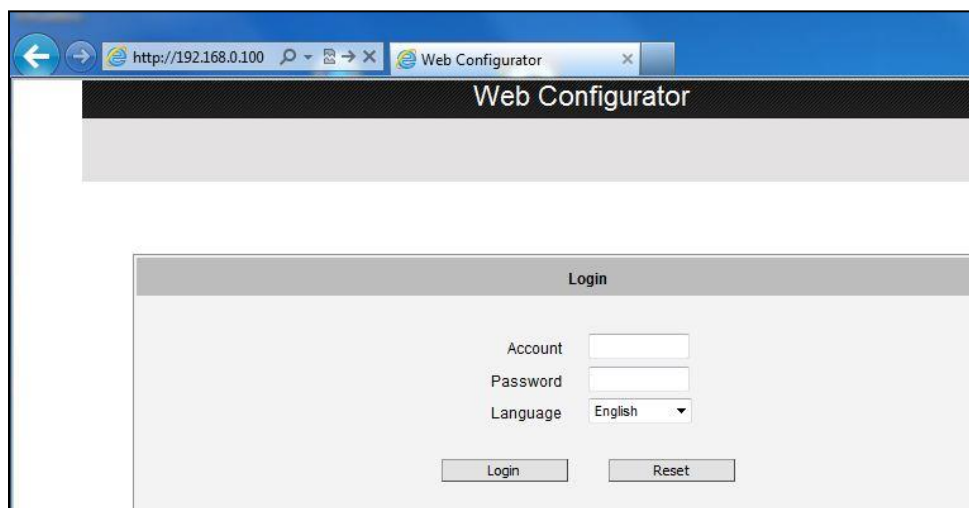 http://192.168.0.100
Web Configurator
Web Configurator
Login
Account
Password
Language English
Login Reset